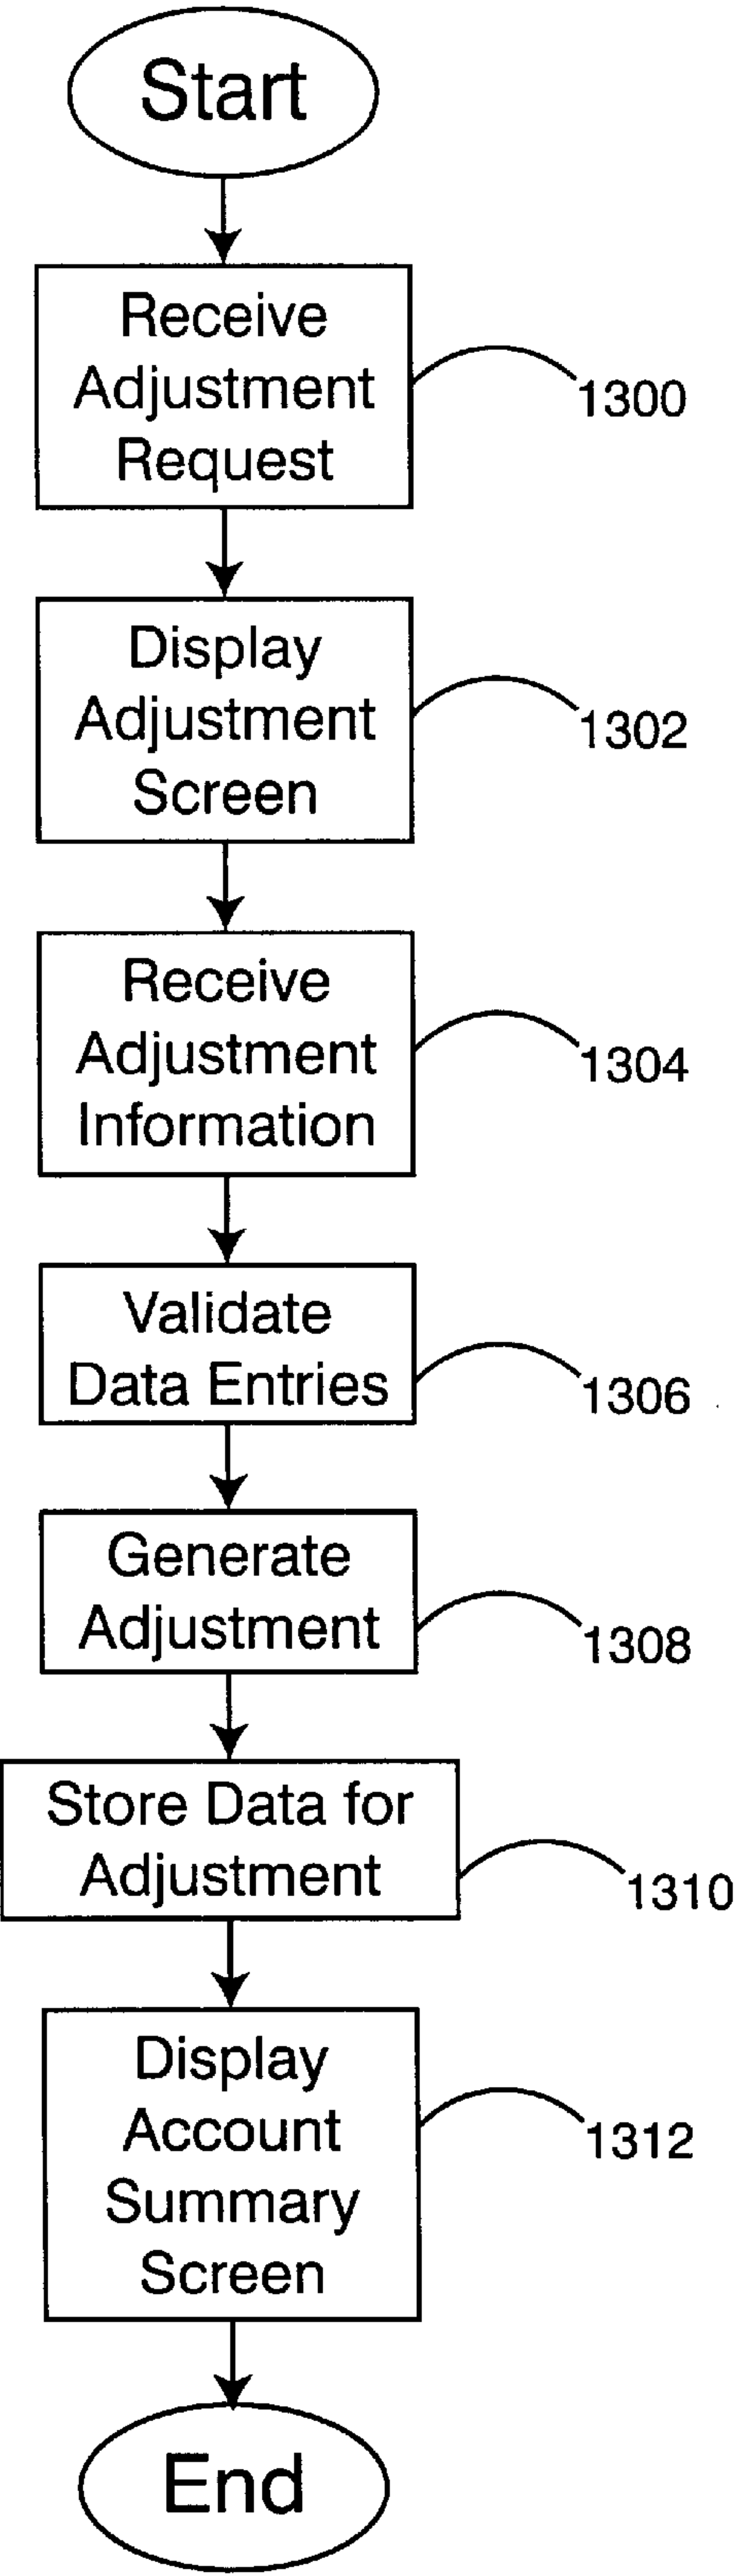 Start
Receive
Adjustment
Request
1300
Display
Adjustment
Screen
1302
Receive
Adjustment
Information
1304
Validate
Data Entries
1306
Generate
Adjustment
1308
Store Data for
Adjustment
1310
Display
Account
Summary
Screen
1312
End